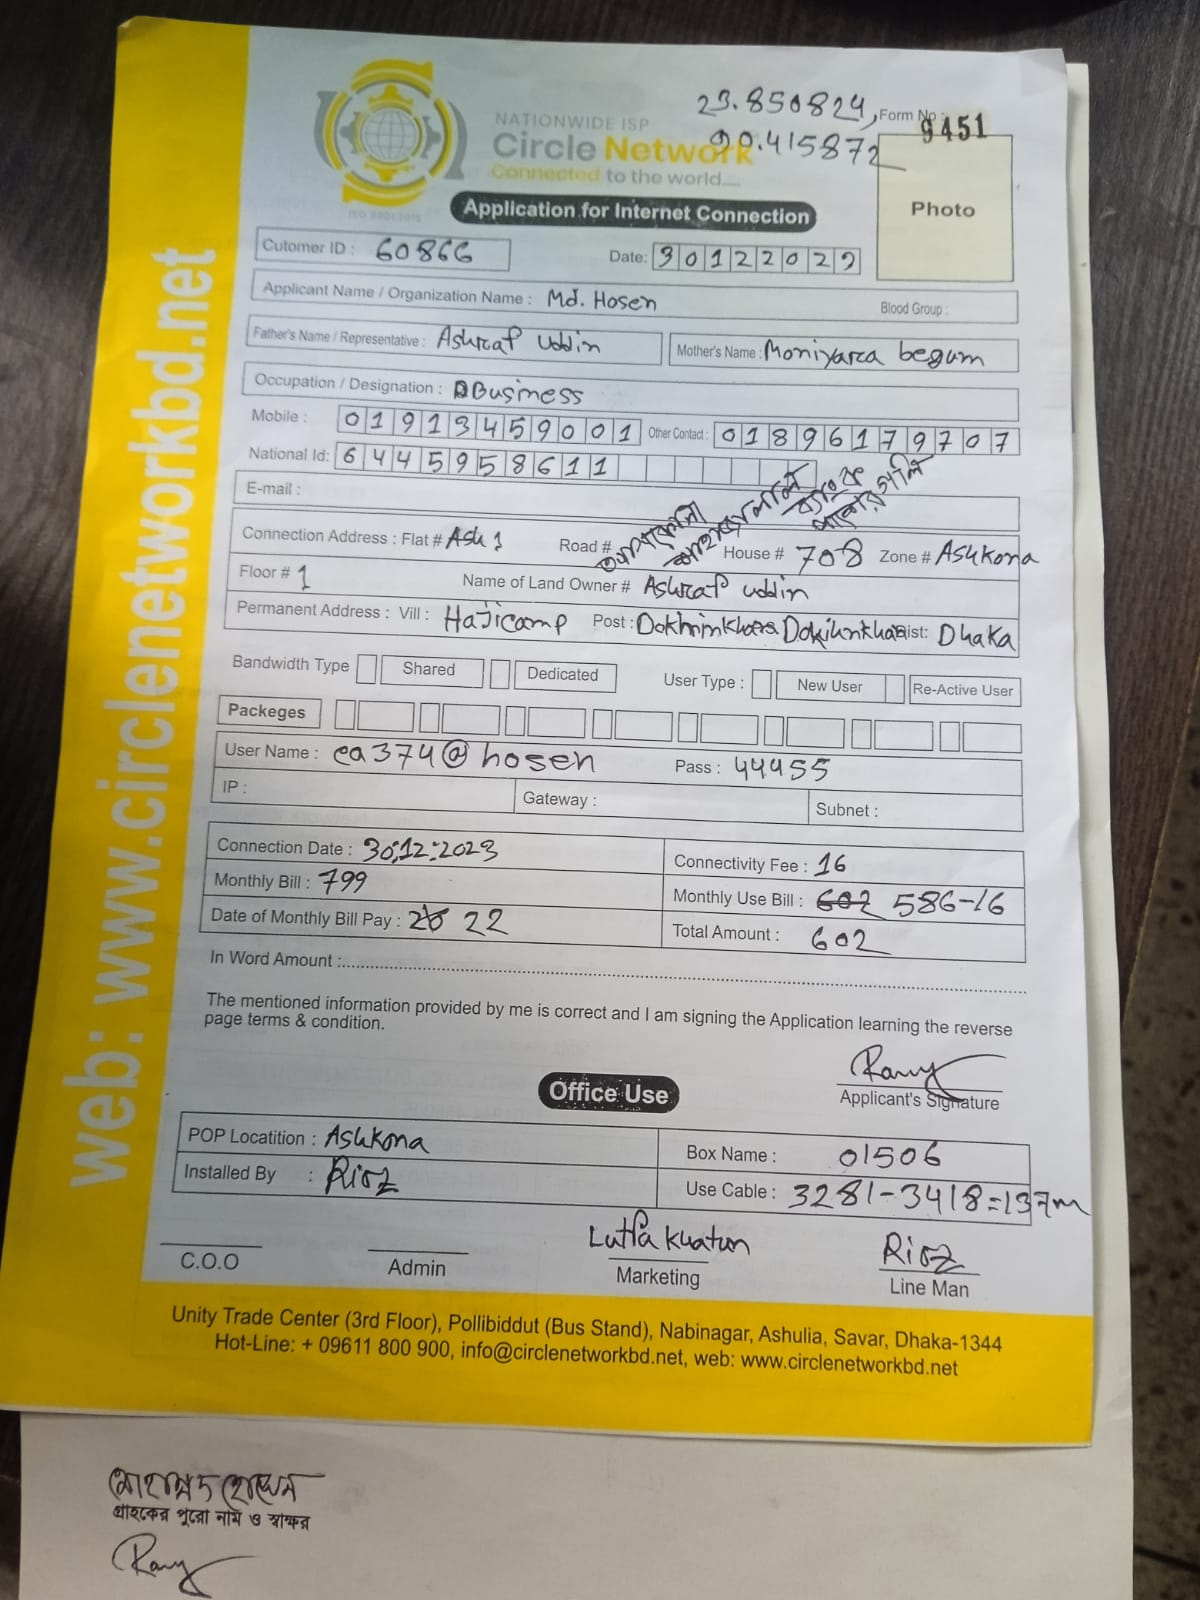 23.850824,
90.415872
Form No:
9451
NATIONWIDE ISP
Circle Network
Connected to the world....
ISO 9001:2015
Application for Internet Connection
Photo
Cutomer ID : 60866
Date: 30122023
Applicant Name / Organization Name : Md. Hosen Blood Group :
Father's Name / Representative : Ashraf uddin Mother's Name : Moniyara begum
Occupation / Designation : Business
Mobile : 01913459001 Other Contact : 01896179707
National Id: 6445958611
E-mail :
Connection Address : Flat # Ash 1 Road # House # 708 Zone # Ashkona
Floor # 1 Name of Land Owner # Ashraf uddin
Permanent Address : Vill : Hajicamp Post : Dist: Dhaka
Bandwidth Type Shared Dedicated User Type : New User Re-Active User
Packeges
User Name : ea374@hosen Pass : 44455
IP : Gateway : Subnet :
Connection Date : 30:12:2023 Connectivity Fee : 16
Monthly Bill : 799 Monthly Use Bill : 602 586-16
Date of Monthly Bill Pay : 22 Total Amount : 602
In Word Amount :
The mentioned information provided by me is correct and I am signing the Application learning the reverse
page terms & condition.
Applicant's Signature
Office Use
POP Locatition : Ashkona Box Name : 01506
Installed By : Use Cable : 3281-3418=137m
Lutfa Khatun
C.O.O Admin Marketing Line Man
Unity Trade Center (3rd Floor), Pollibiddut (Bus Stand), Nabinagar, Ashulia, Savar, Dhaka-1344
Hot-Line: + 09611 800 900, info@circlenetworkbd.net, web: www.circlenetworkbd.net
web: www.circlenetworkbd.net
মোহাম্মদ হোসেন
গ্রাহকের পুরো নাম ও স্বাক্ষর